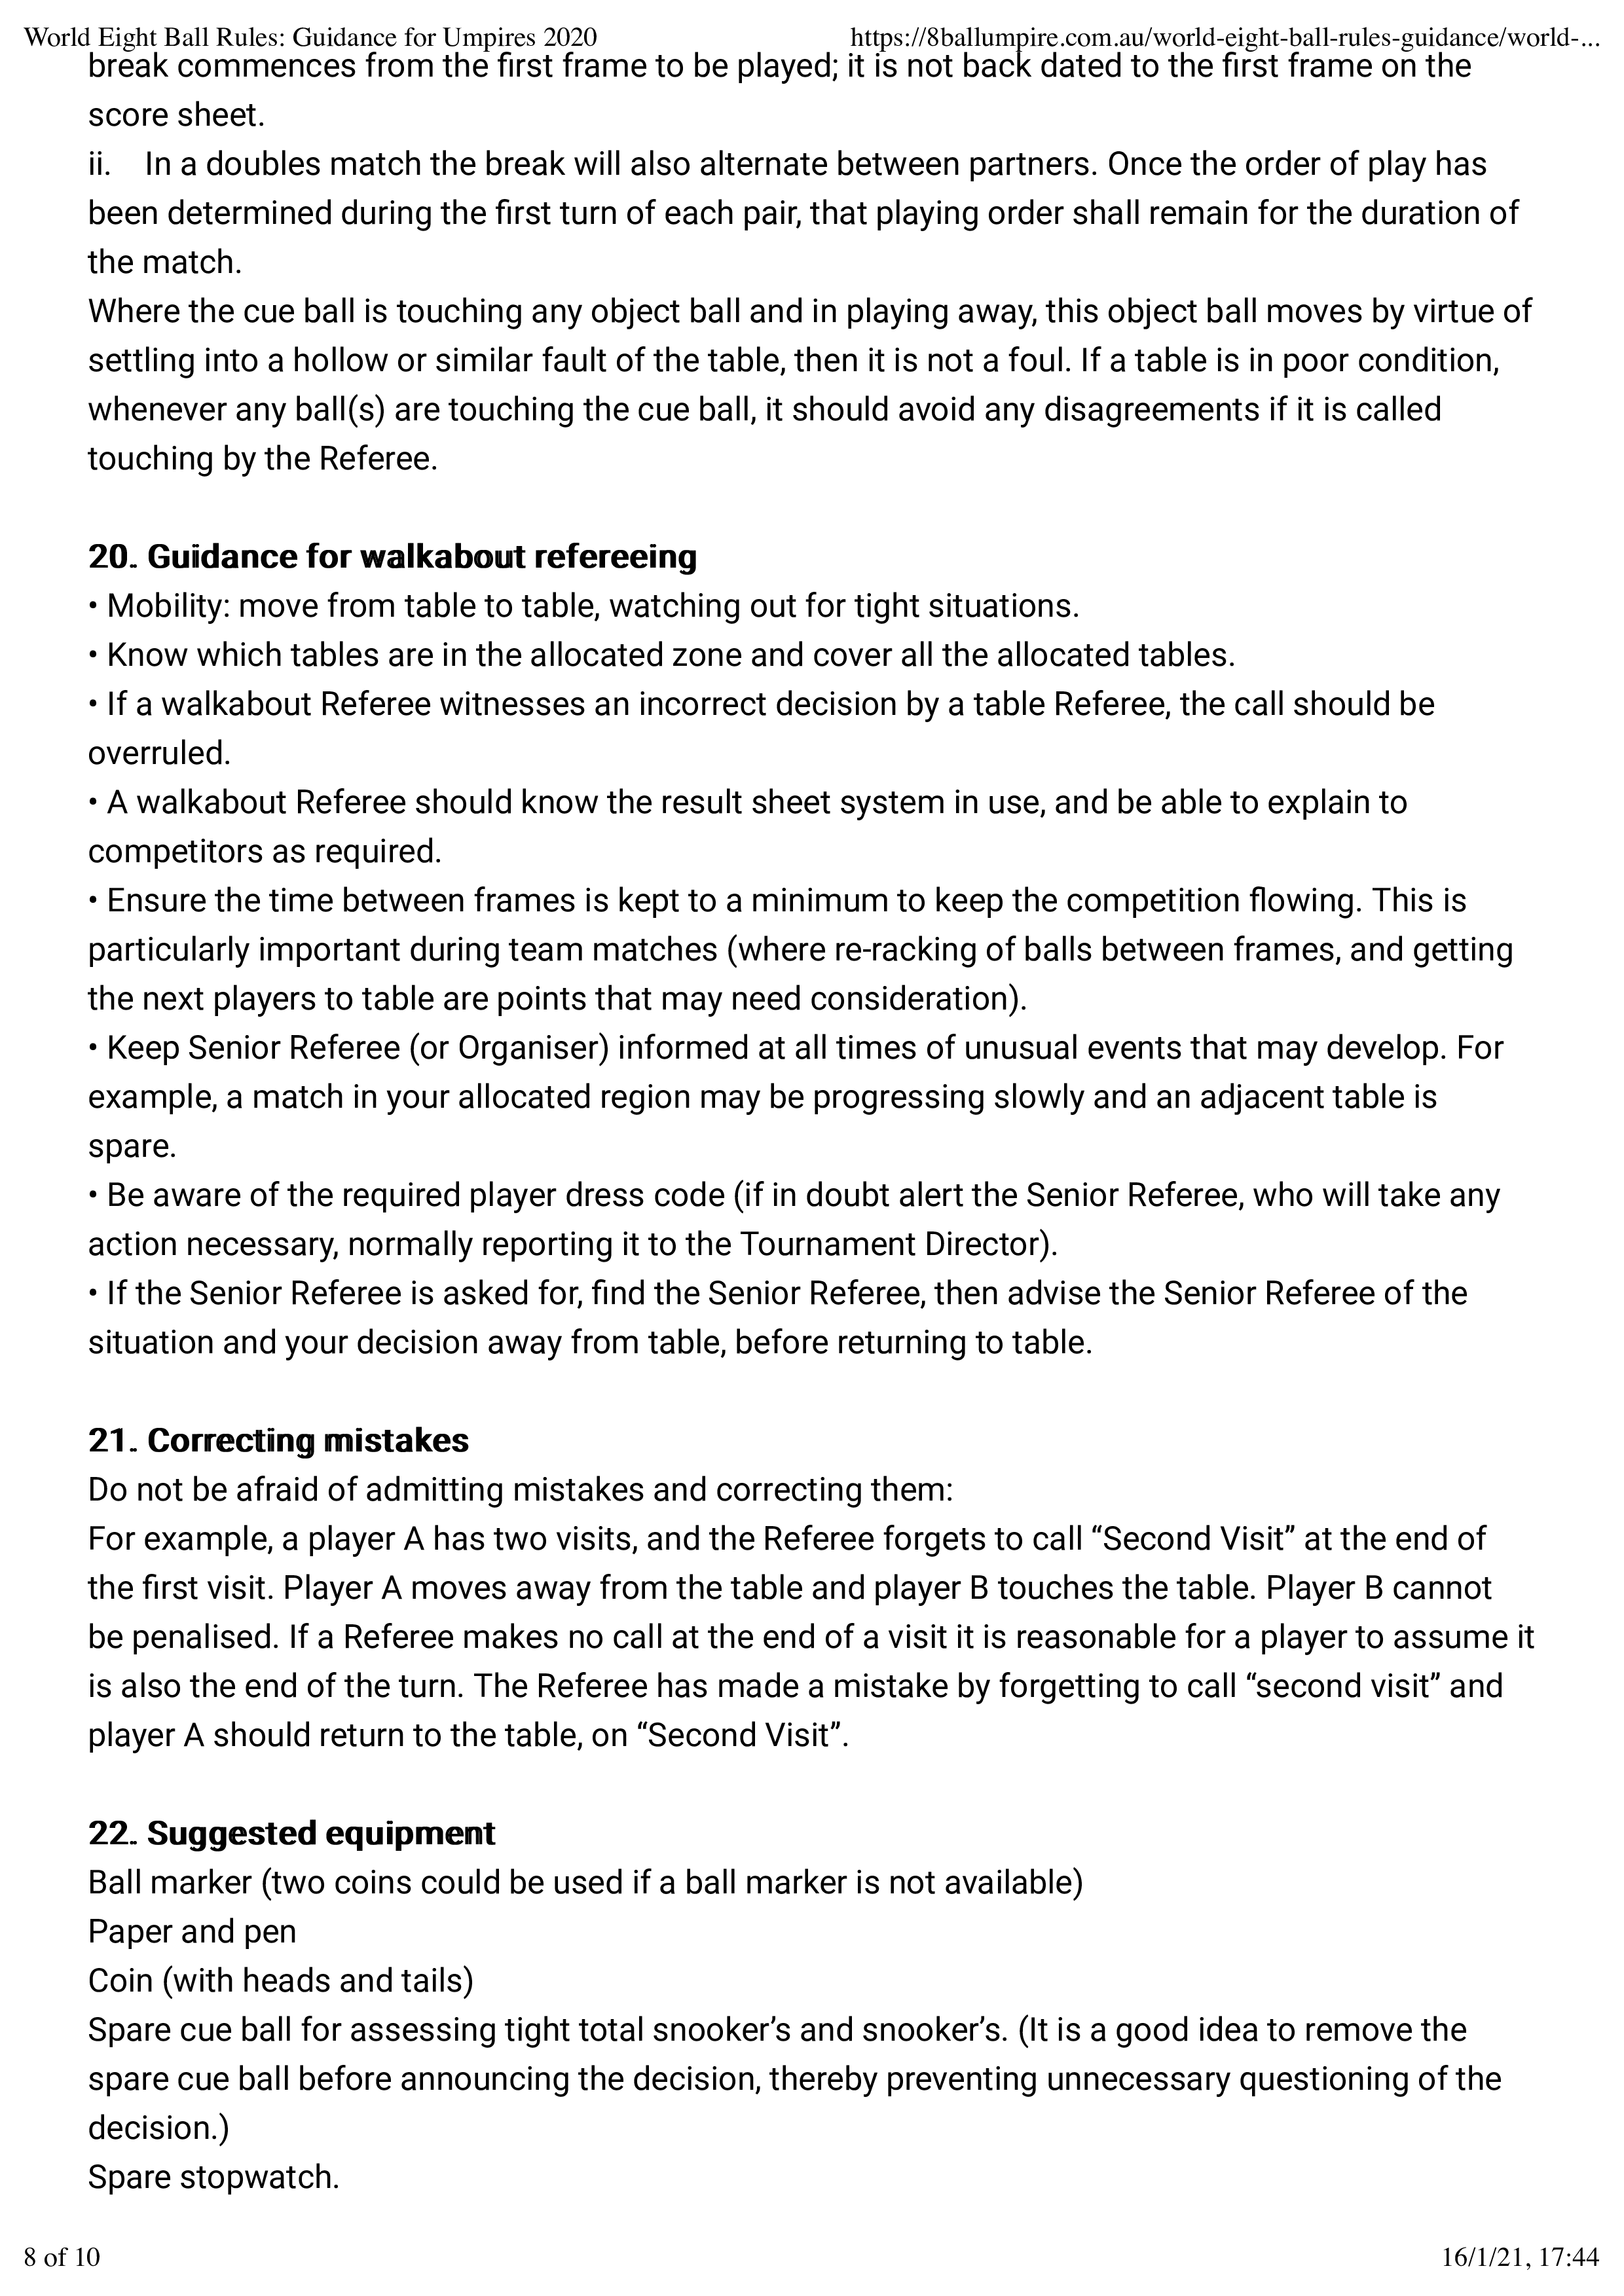 World Eight Ball Rules: Guidance for Umpires 2020 https://8ballumpire.com.au/world-eight-ball-rules-guidance/world-...
break commences from the first frame to be played; it is not back dated to the first frame on the
score sheet.
ii. In a doubles match the break will also alternate between partners. Once the order of play has
been determined during the first turn of each pair, that playing order shall remain for the duration of
the match.
Where the cue ball is touching any object ball and in playing away, this object ball moves by virtue of
settling into a hollow or similar fault of the table, then it is not a foul. If a table is in poor condition,
whenever any ball(s) are touching the cue ball, it should avoid any disagreements if it is called
touching by the Referee.
20. Guidance for walkabout refereeing
• Mobility: move from table to table, watching out for tight situations.
• Know which tables are in the allocated zone and cover all the allocated tables.
• If a walkabout Referee witnesses an incorrect decision by a table Referee, the call should be
overruled.
• A walkabout Referee should know the result sheet system in use, and be able to explain to
competitors as required.
• Ensure the time between frames is kept to a minimum to keep the competition flowing. This is
particularly important during team matches (where re-racking of balls between frames, and getting
the next players to table are points that may need consideration).
• Keep Senior Referee (or Organiser) informed at all times of unusual events that may develop. For
example, a match in your allocated region may be progressing slowly and an adjacent table is
spare.
• Be aware of the required player dress code (if in doubt alert the Senior Referee, who will take any
action necessary, normally reporting it to the Tournament Director).
• If the Senior Referee is asked for, find the Senior Referee, then advise the Senior Referee of the
situation and your decision away from table, before returning to table.
21. Correcting mistakes
Do not be afraid of admitting mistakes and correcting them:
For example, a player A has two visits, and the Referee forgets to call “Second Visit” at the end of
the first visit. Player A moves away from the table and player B touches the table. Player B cannot
be penalised. If a Referee makes no call at the end of a visit it is reasonable for a player to assume it
is also the end of the turn. The Referee has made a mistake by forgetting to call “second visit” and
player A should return to the table, on “Second Visit”.
22. Suggested equipment
Ball marker (two coins could be used if a ball marker is not available)
Paper and pen
Coin (with heads and tails)
Spare cue ball for assessing tight total snooker’s and snooker’s. (It is a good idea to remove the
spare cue ball before announcing the decision, thereby preventing unnecessary questioning of the
decision.)
Spare stopwatch.
8 of 10 16/1/21, 17:44